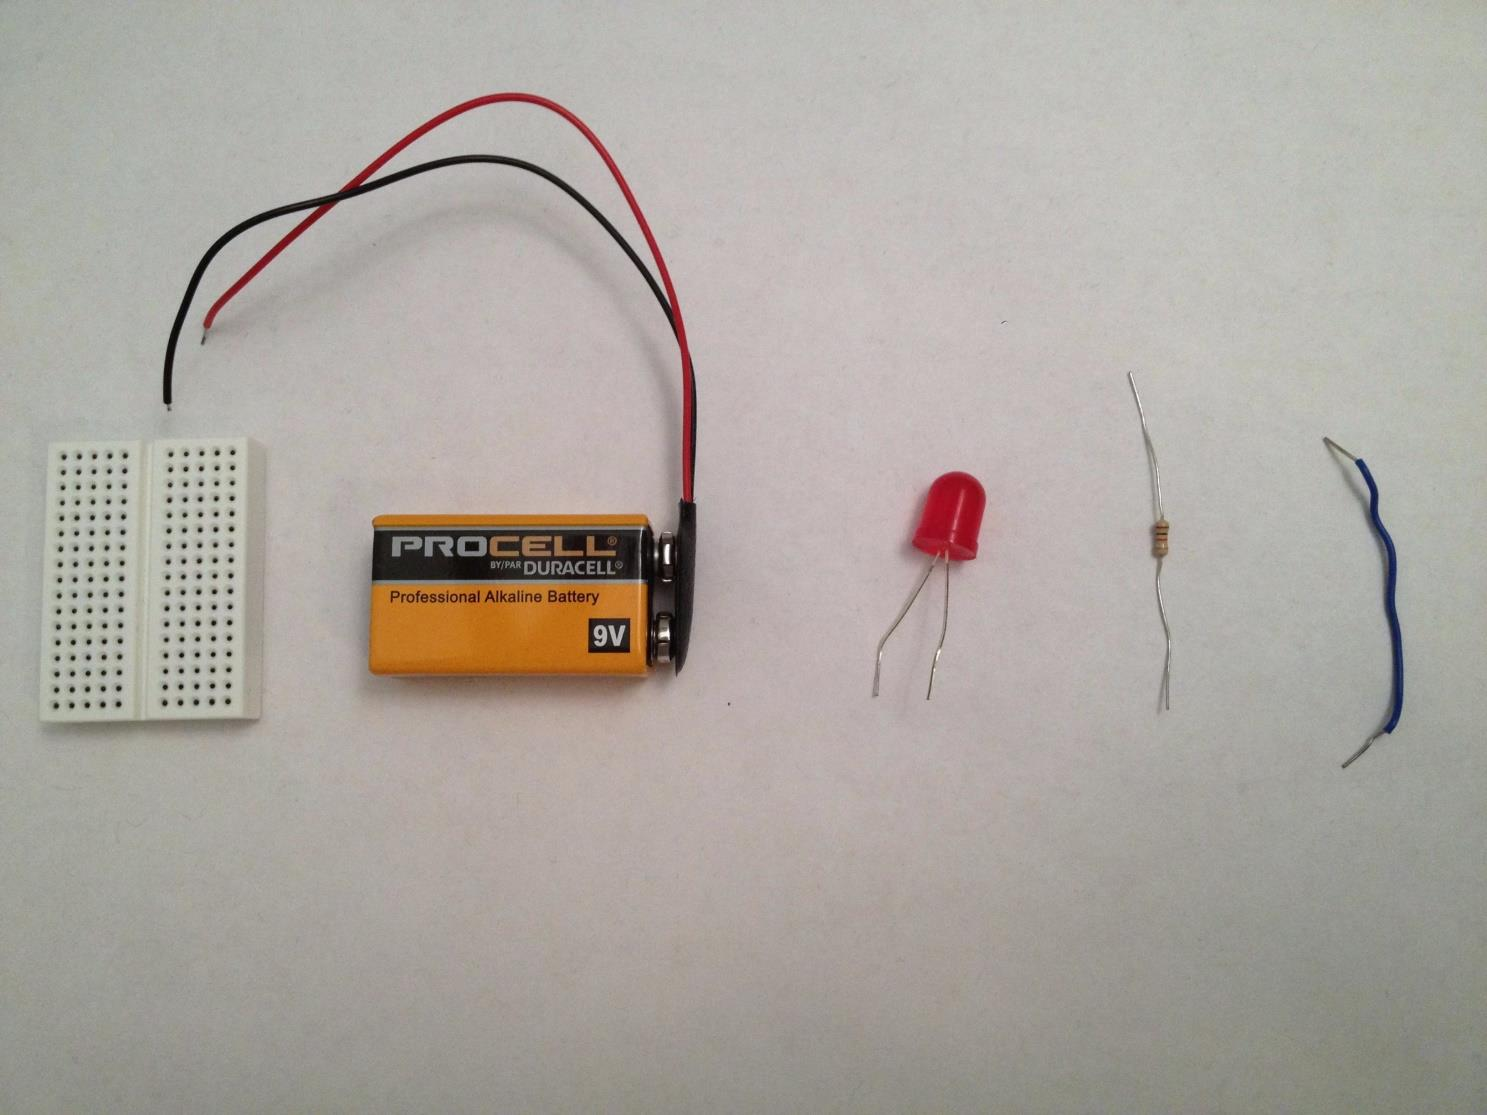 PROCELL®
BY/PAR DURACELL®
Professional Alkaline Battery
9V